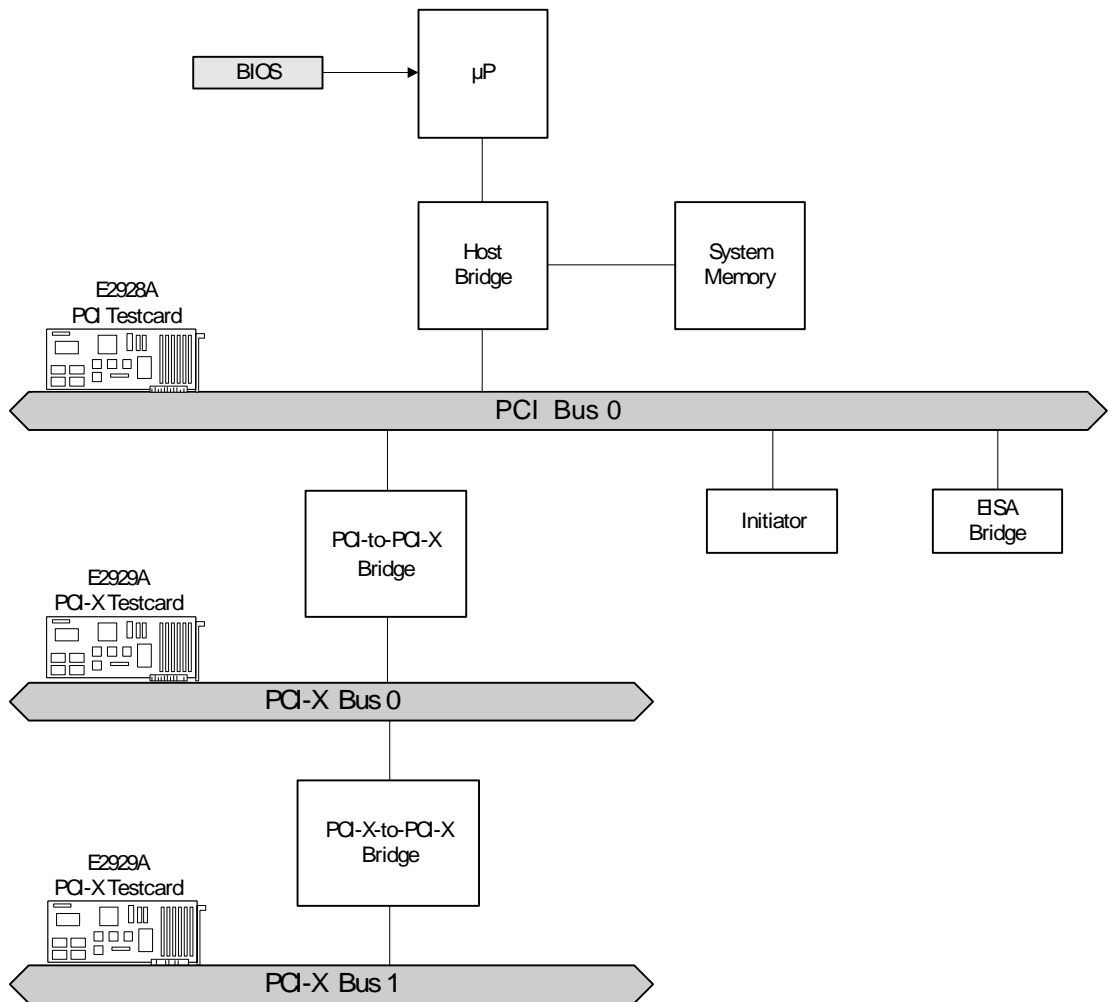 BIOS
µP
Host
Bridge
System
Memory
E2928A
PCI Testcard
PCI Bus 0
PCI-to-PCI-X
Bridge
Initiator
EISA
Bridge
E2929A
PCI-X Testcard
PCI-X Bus 0
PCI-X-to-PCI-X
Bridge
E2929A
PCI-X Testcard
PCI-X Bus 1